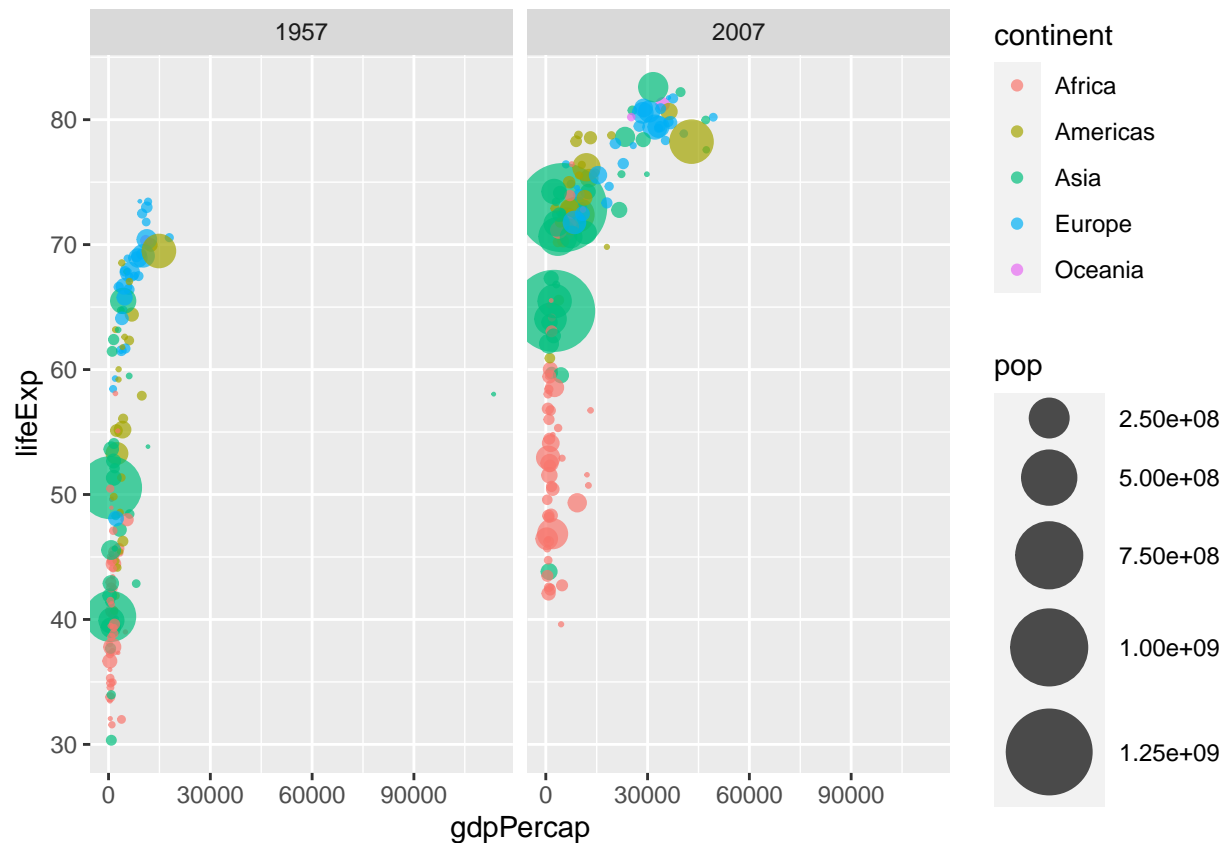 1957
2007
lifeExp
80
70
60
50
40
30
0
30000
60000
90000
0
30000
60000
90000
gdpPercap
continent
Africa
Americas
Asia
Europe
Oceania
pop
2.50e+08
5.00e+08
7.50e+08
1.00e+09
1.25e+09